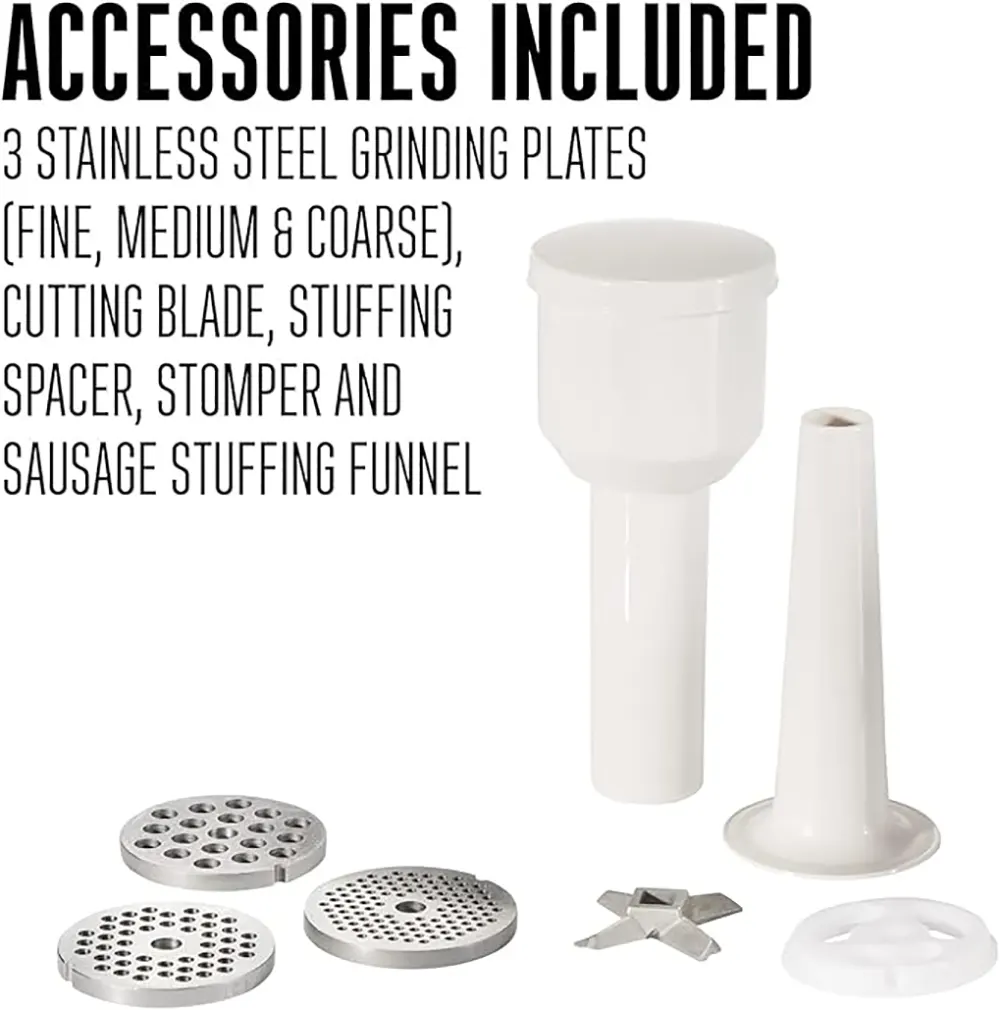 ACCESSORIES INCLUDED
3 STAINLESS STEEL GRINDING PLATES
(FINE, MEDIUM & COARSE),
CUTTING BLADE, STUFFING
SPACER, STOMPER AND
SAUSAGE STUFFING FUNNEL